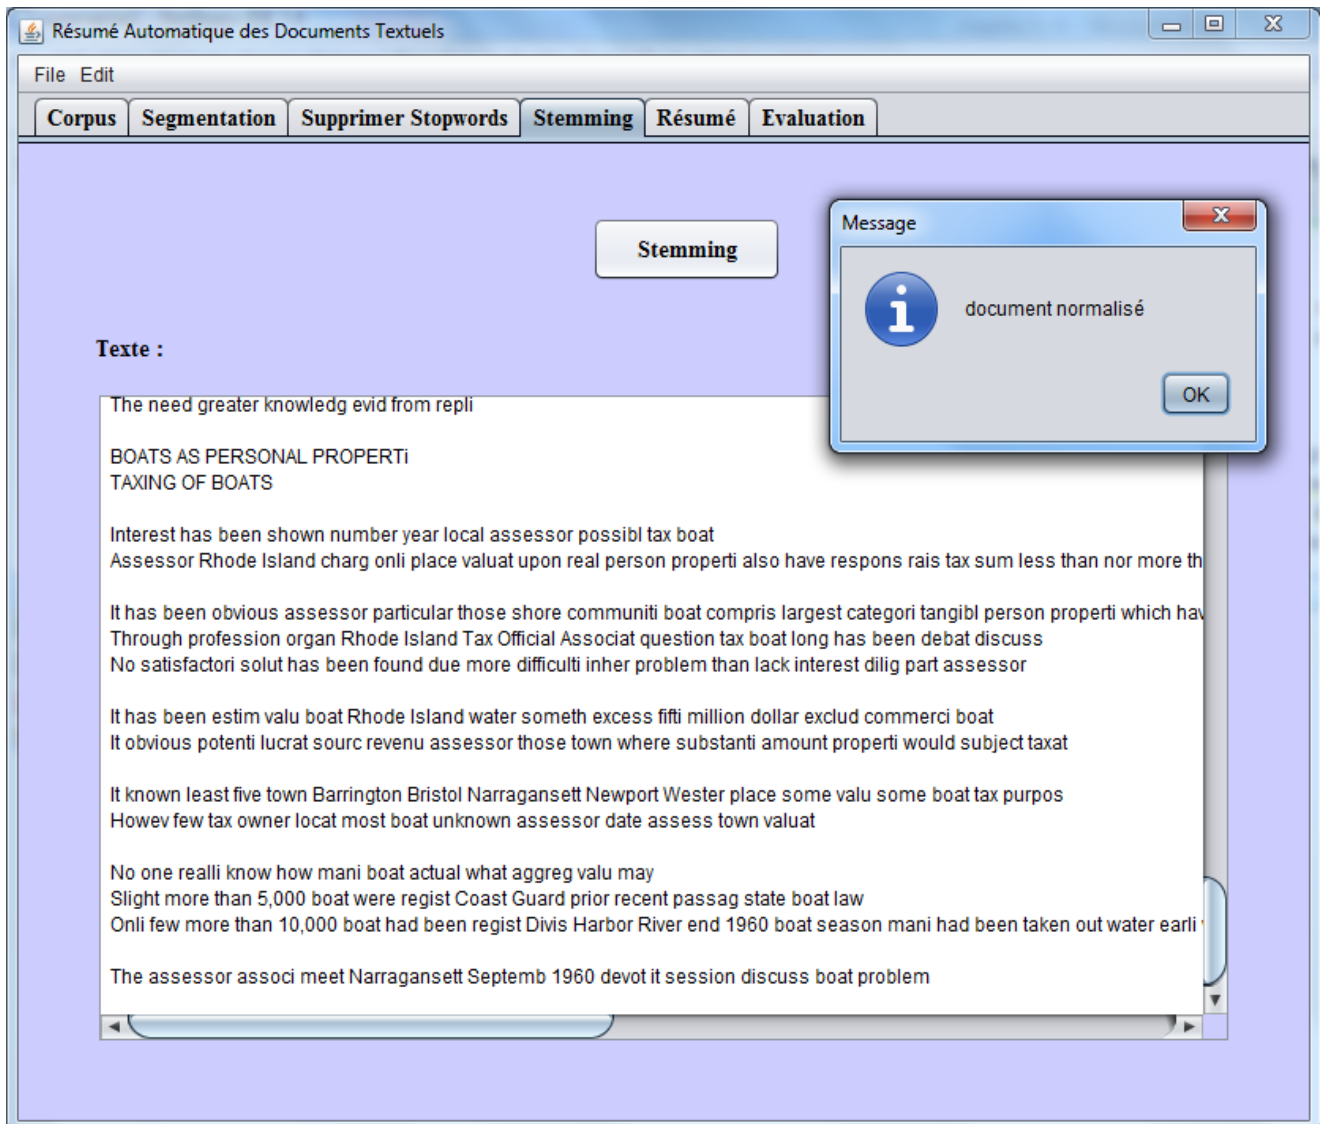 Résumé Automatique des Documents Textuels
File Edit
Corpus Segmentation Supprimer Stopwords Stemming Résumé Evaluation
Stemming
Message
document normalisé
OK
Texte :
The need greater knowledg evid from repli
BOATS AS PERSONAL PROPERTi
TAXING OF BOATS
Interest has been shown number year local assessor possibl tax boat
Assessor Rhode Island charg onli place valuat upon real person properti also have respons rais tax sum less than nor more th
It has been obvious assessor particular those shore communiti boat compris largest categori tangibl person properti which hav
Through profession organ Rhode Island Tax Official Associat question tax boat long has been debat discuss
No satisfactori solut has been found due more difficulti inher problem than lack interest dilig part assessor
It has been estim valu boat Rhode Island water someth excess fifti million dollar exclud commerci boat
It obvious potenti lucrat sourc revenu assessor those town where substanti amount properti would subject taxat
It known least five town Barrington Bristol Narragansett Newport Wester place some valu some boat tax purpos
Howev few tax owner locat most boat unknown assessor date assess town valuat
No one realli know how mani boat actual what aggreg valu may
Slight more than 5,000 boat were regist Coast Guard prior recent passag state boat law
Onli few more than 10,000 boat had been regist Divis Harbor River end 1960 boat season mani had been taken out water earli
The assessor associ meet Narragansett Septemb 1960 devot it session discuss boat problem